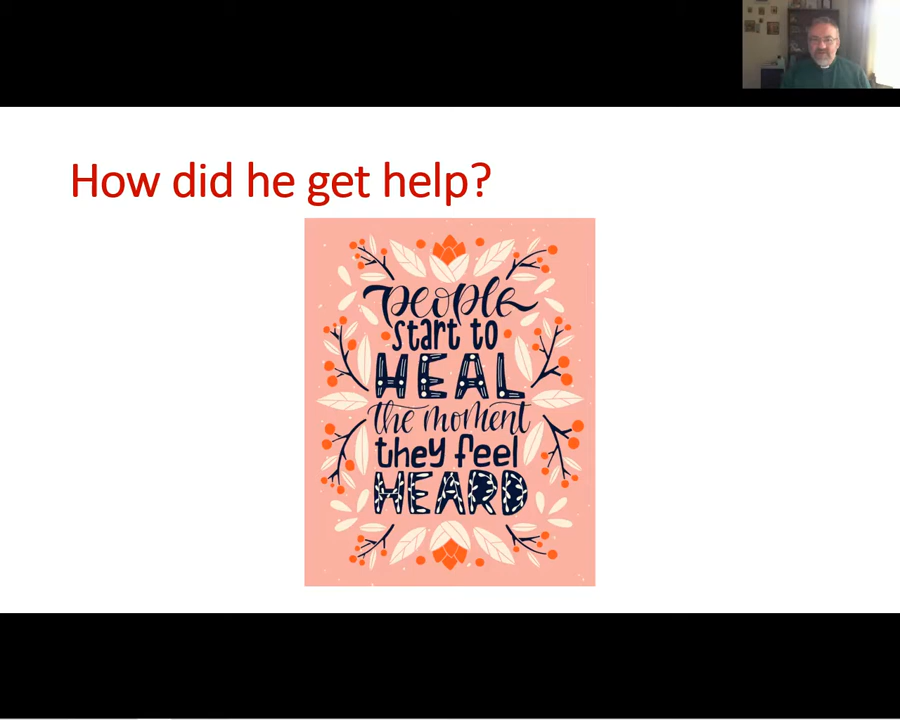 How did he get help?
people
start to
HEAL
the moment
they feel
HEARD